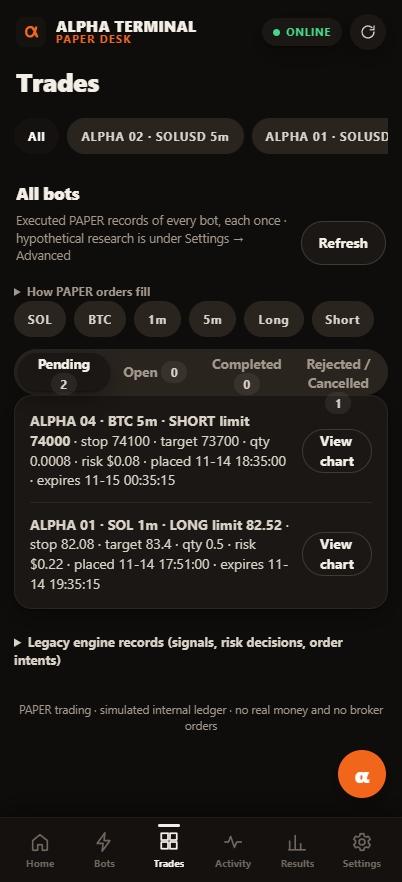 α
ALPHA TERMINAL
PAPER DESK
ONLINE
Trades
All
ALPHA 02 · SOLUSD 5m
ALPHA 01 · SOLUSD
All bots
Executed PAPER records of every bot, each once ·
hypothetical research is under Settings →
Advanced
Refresh
▶ How PAPER orders fill
SOL
BTC
1m
5m
Long
Short
Pending
2
Open 0
Completed
0
Rejected /
Cancelled
1
ALPHA 04 · BTC 5m · SHORT limit
74000 · stop 74100 · target 73700 · qty
0.0008 · risk $0.08 · placed 11-14 18:35:00
· expires 11-15 00:35:15
View
chart
ALPHA 01 · SOL 1m · LONG limit 82.52 ·
stop 82.08 · target 83.4 · qty 0.5 · risk
$0.22 · placed 11-14 17:51:00 · expires 11-
14 19:35:15
View
chart
▶ Legacy engine records (signals, risk decisions, order
intents)
PAPER trading · simulated internal ledger · no real money and no broker
orders
α
Home
Bots
Trades
Activity
Results
Settings